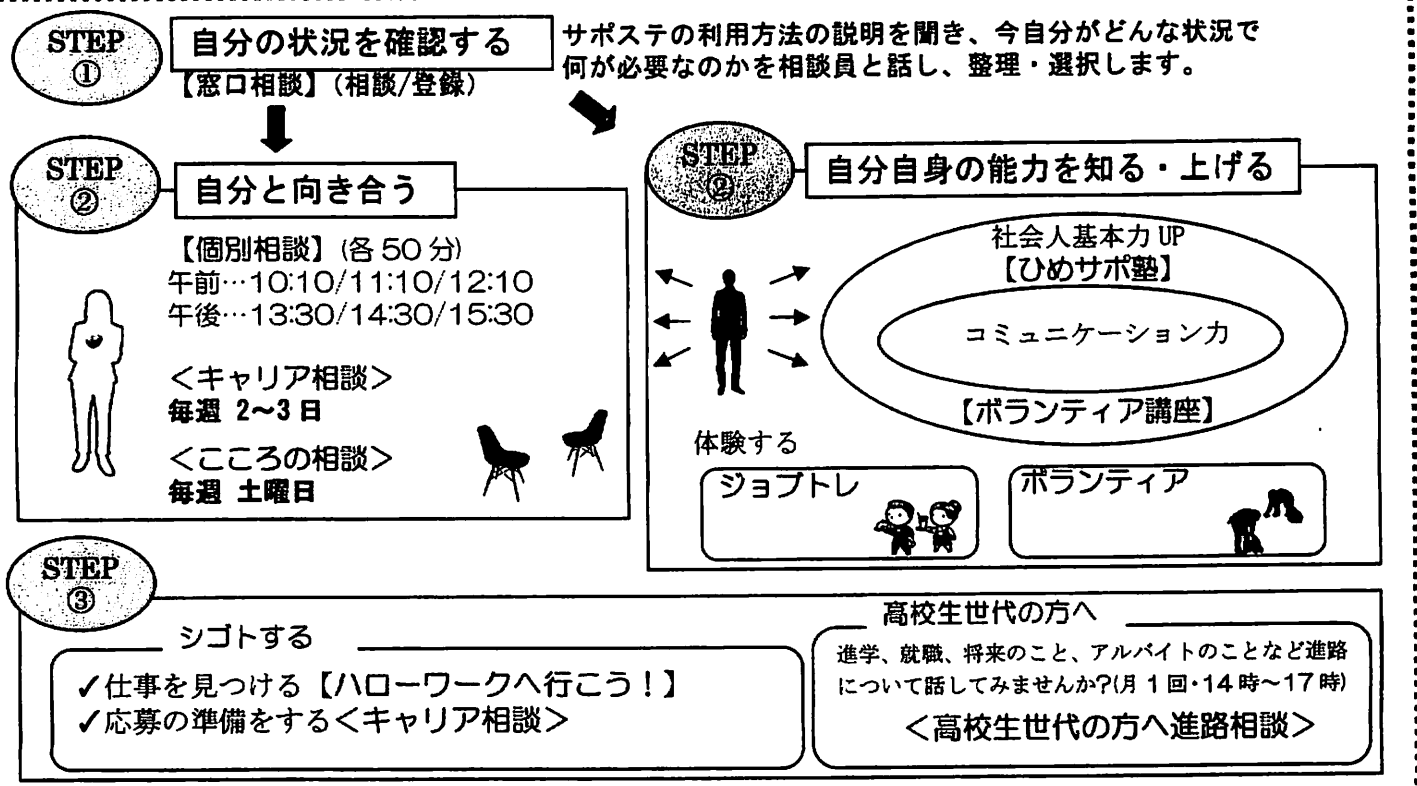 STEP
①
自分の状況を確認する
【窓口相談】(相談/登録)
サポステの利用方法の説明を聞き、今自分がどんな状況で
何が必要なのかを相談員と話し、整理・選択します。
STEP
②
自分と向き合う
【個別相談】(各50分)
午前…10:10/11:10/12:10
午後…13:30/14:30/15:30
<キャリア相談>
毎週 2~3日
<こころの相談>
毎週 土曜日
STEP
②
自分自身の能力を知る・上げる
社会人基本力UP
【ひめサポ塾】
コミュニケーション力
【ボランティア講座】
体験する
ジョブトレ
ボランティア
STEP
③
シゴトする
✓仕事を見つける【ハローワークへ行こう!】
✓応募の準備をする<キャリア相談>
高校生世代の方へ
進学、就職、将来のこと、アルバイトのことなど進路
について話してみませんか?(月1回・14時~17時)
<高校生世代の方へ進路相談>